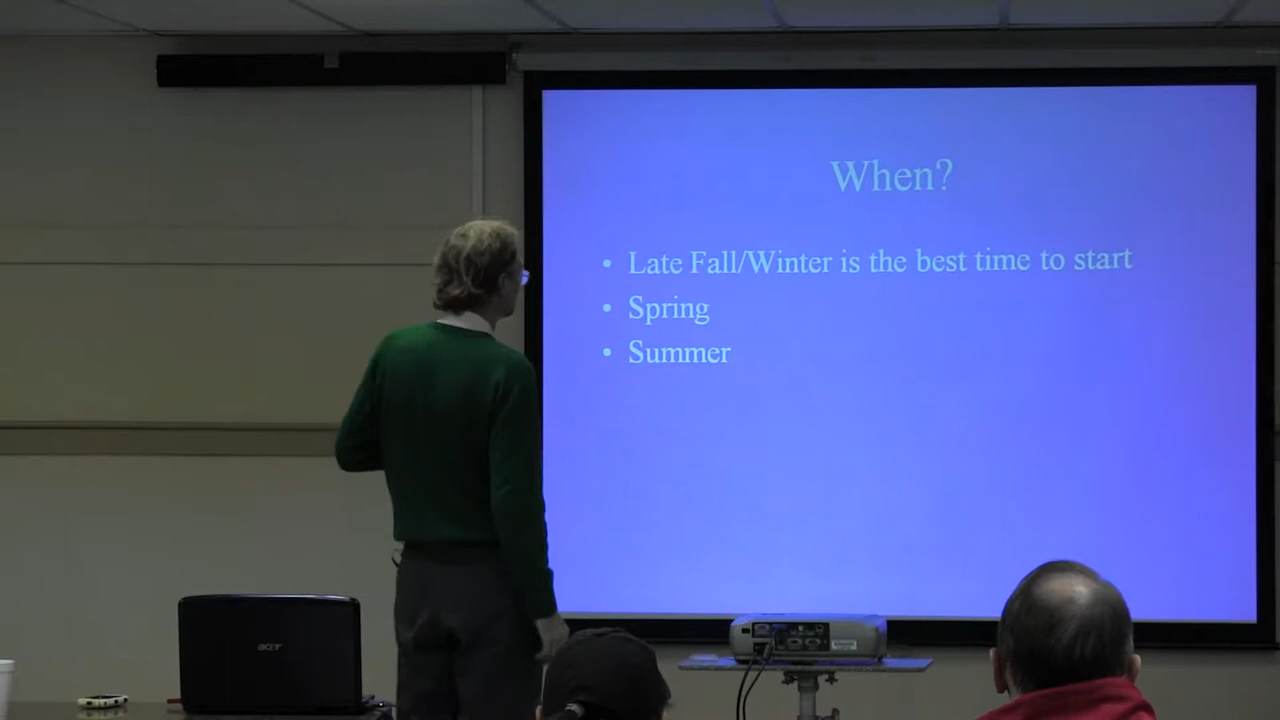 When?
• Late Fall/Winter is the best time to start
• Spring
• Summer
acer